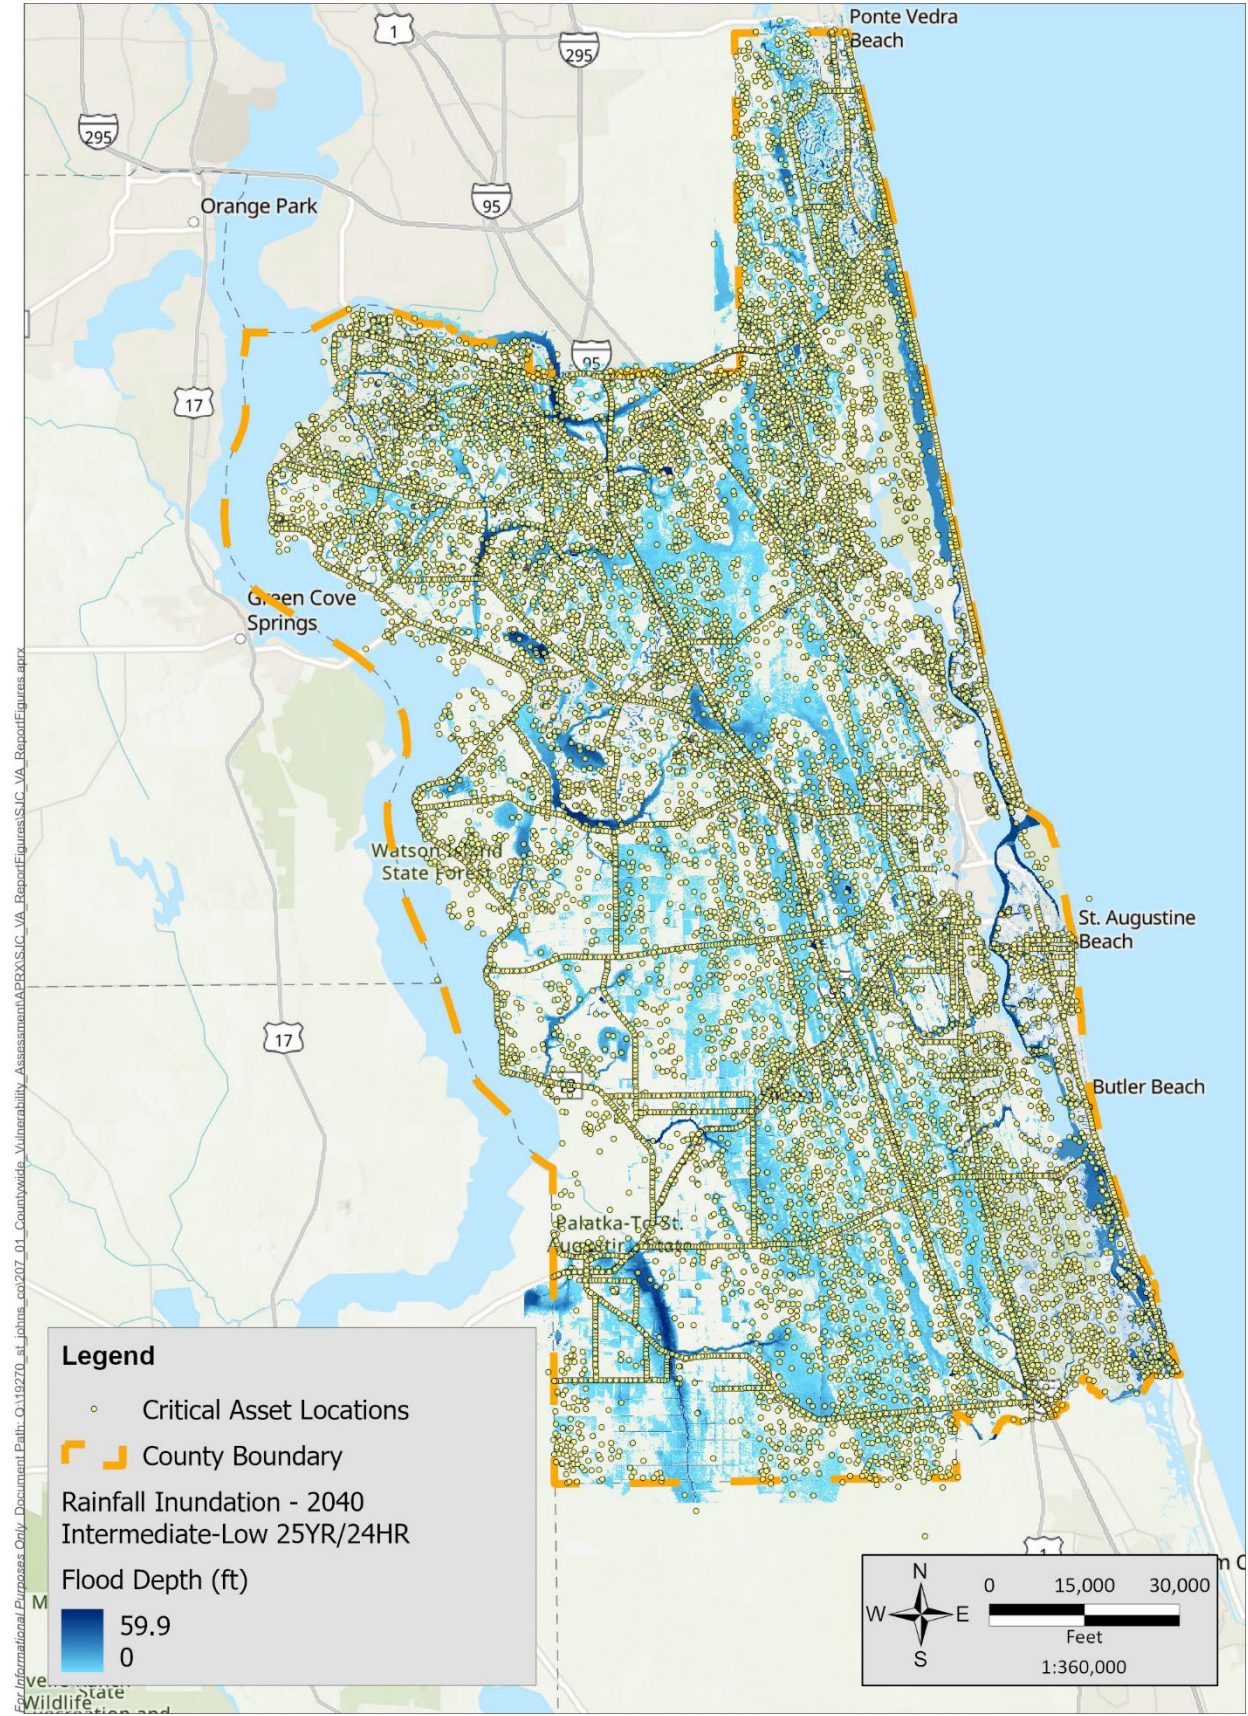 Ponte Vedra
Beach
1
295
295
Orange Park
95
95
17
Green Cove
Springs
Watson Island
State Forest
St. Augustine
Beach
17
Butler Beach
Palatka-To-St.
Legend
Critical Asset Locations
County Boundary
Rainfall Inundation - 2040
Intermediate-Low 25YR/24HR
Flood Depth (ft)
59.9
0
N
W E
S
0 15,000 30,000
Feet
1:360,000
1
m C
M
State
Wildlife
For Informational Purposes Only Document Path: Q:\19270_st_johns_co\207_01_Countywide_Vulnerability_Assessment\APRX\SJC_VA_ReportFigures\SJC_VA_ReportFigures.aprx